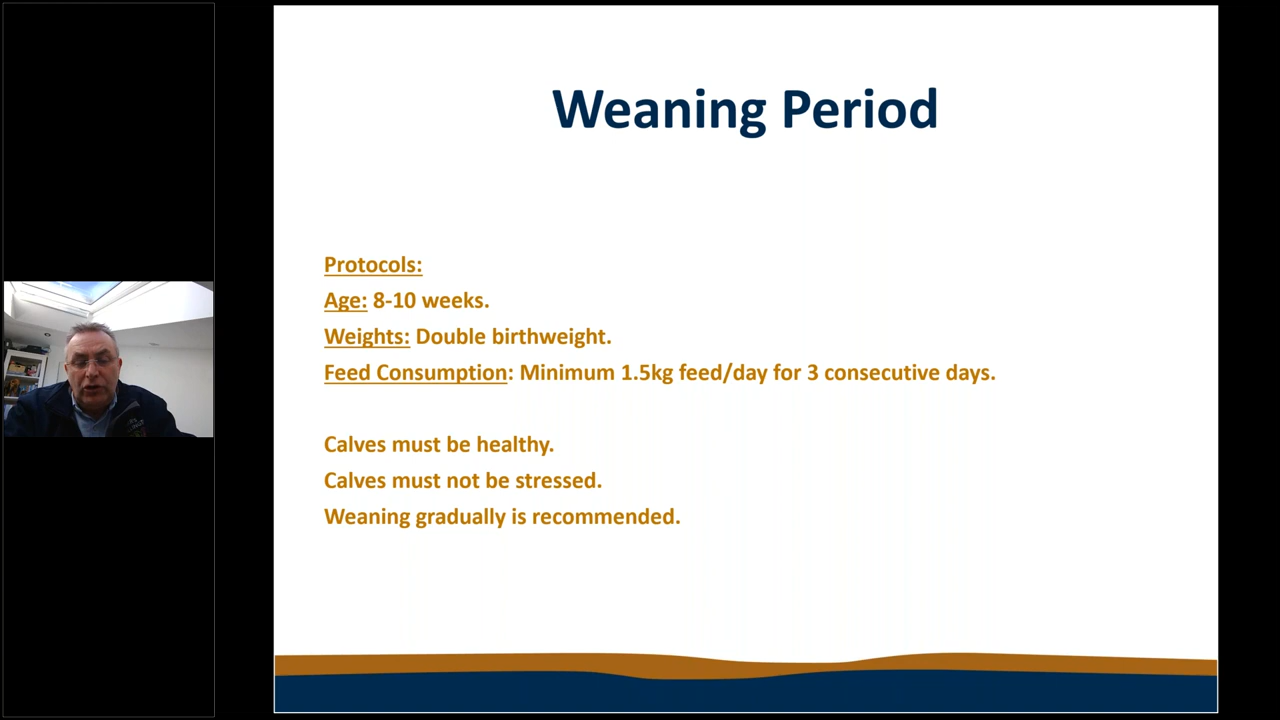 Weaning Period
Protocols:
Age: 8-10 weeks.
Weights: Double birthweight.
Feed Consumption: Minimum 1.5kg feed/day for 3 consecutive days.
Calves must be healthy.
Calves must not be stressed.
Weaning gradually is recommended.